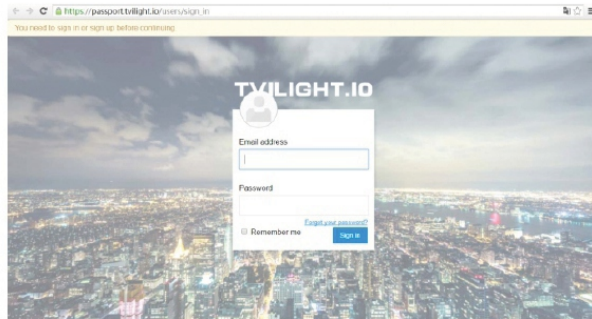 https://passport.tvilight.io/users/sign_in
You need to sign in or sign up before continuing.
TVILIGHT.IO
Email address
Password
Forgot your password?
Remember me
Sign in